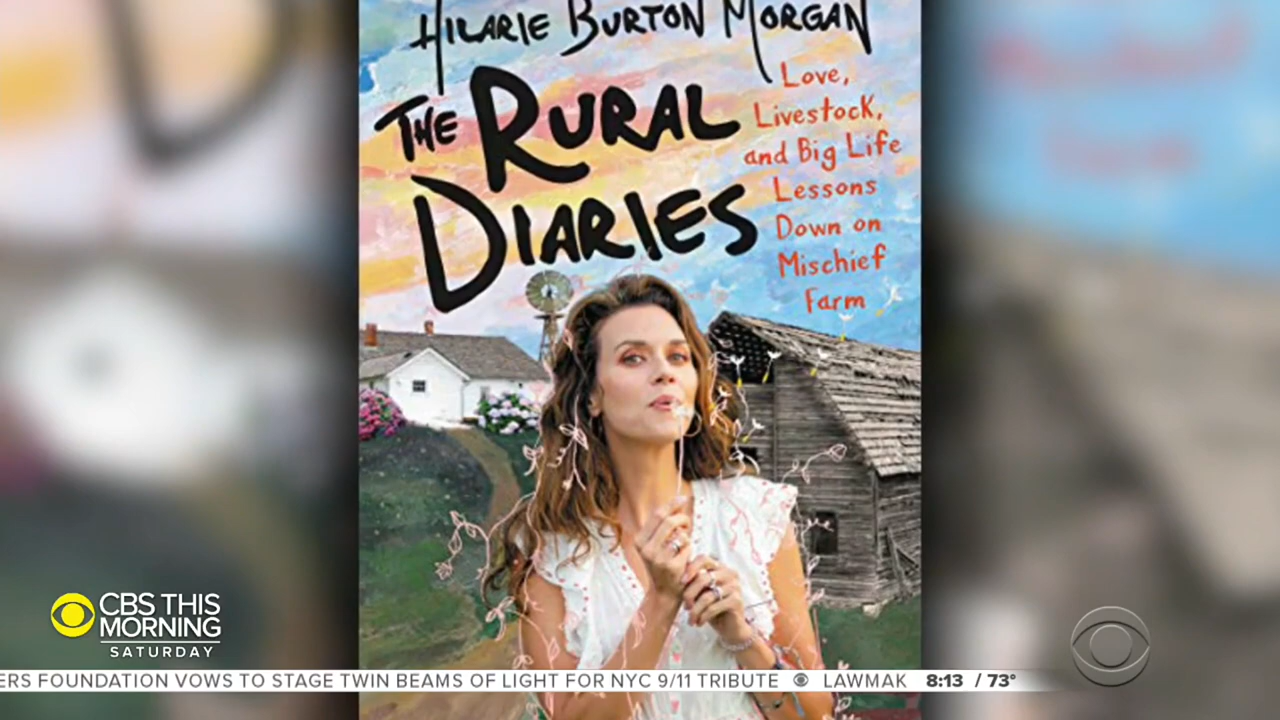 HILARIE BURTON MORGAN
THE RURAL
DIARIES
Love,
Livestock,
and Big Life
Lessons
Down on
Mischief
Farm
CBS THIS
MORNING
SATURDAY
ERS FOUNDATION VOWS TO STAGE TWIN BEAMS OF LIGHT FOR NYC 9/11 TRIBUTE LAWMAK 8:13 / 73°